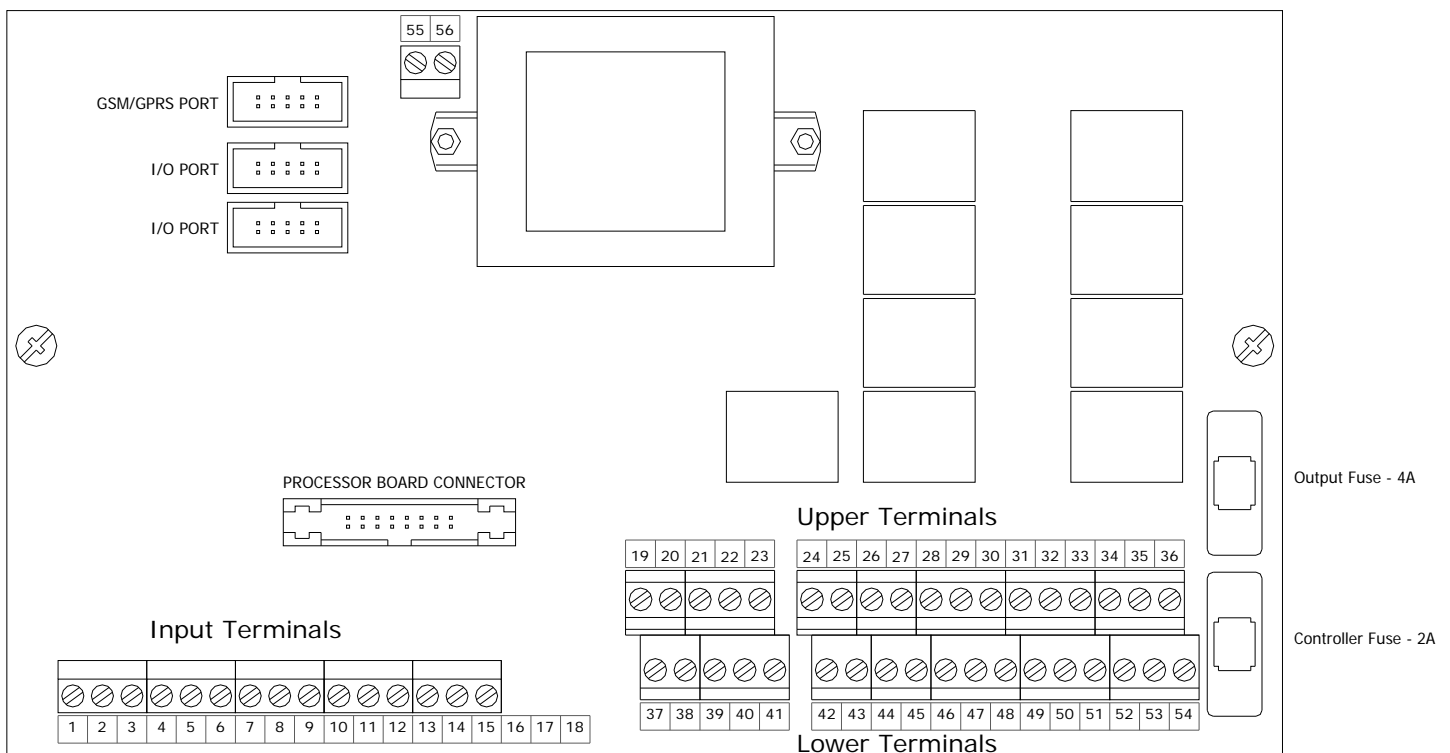 55 56
GSM/GPRS PORT
I/O PORT
I/O PORT
Output Fuse - 4A
PROCESSOR BOARD CONNECTOR
Upper Terminals
19 20 21 22 23 24 25 26 27 28 29 30 31 32 33 34 35 36
Input Terminals
Controller Fuse - 2A
37 38 39 40 41 42 43 44 45 46 47 48 49 50 51 52 53 54
1 2 3 4 5 6 7 8 9 10 11 12 13 14 15 16 17 18
Lower Terminals